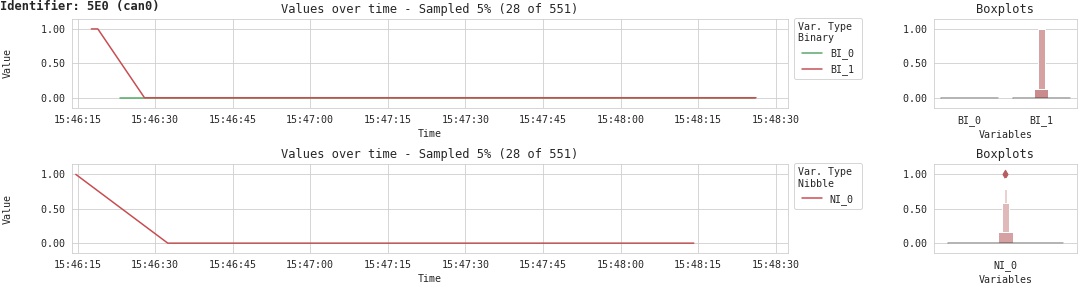 Identifier: 5E0 (can0)
Values over time - Sampled 5% (28 of 551)
Value
1.00
0.50
0.00
15:46:15 15:46:30 15:46:45 15:47:00 15:47:15 15:47:30 15:47:45 15:48:00 15:48:15 15:48:30
Time
Var. Type
Binary
BI_0
BI_1
Boxplots
1.00
0.50
0.00
BI_0 BI_1
Variables
Values over time - Sampled 5% (28 of 551)
Value
1.00
0.50
0.00
15:46:15 15:46:30 15:46:45 15:47:00 15:47:15 15:47:30 15:47:45 15:48:00 15:48:15 15:48:30
Time
Var. Type
Nibble
NI_0
Boxplots
1.00
0.50
0.00
NI_0
Variables